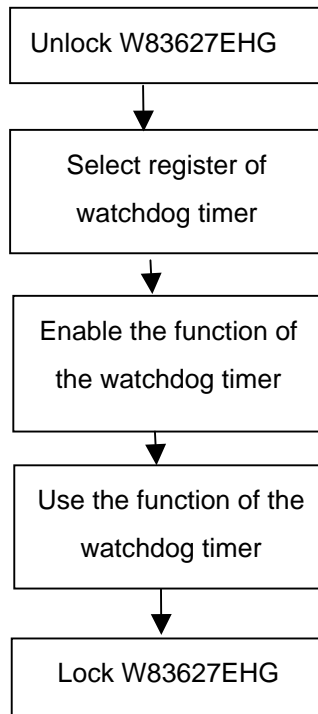 Unlock W83627EHG
Select register of
watchdog timer
Enable the function of
the watchdog timer
Use the function of the
watchdog timer
Lock W83627EHG